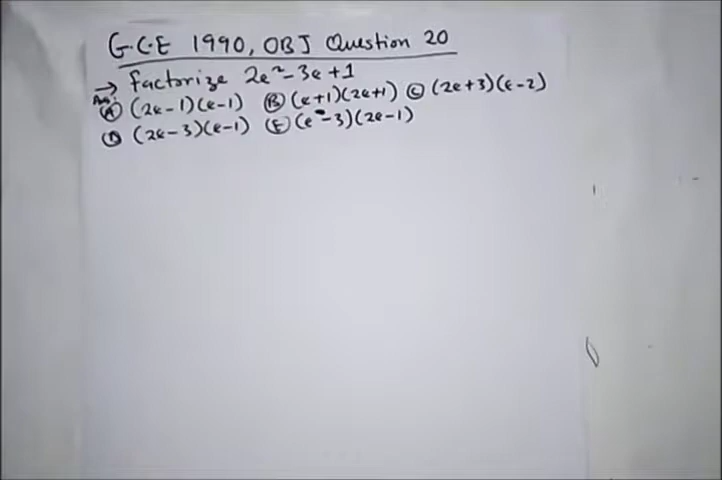 G.C.E 1990, OBJ Question 20
→ factorize 2e²-3e+1
Ans: Ⓐ (2e-1)(e-1) Ⓑ (e+1)(2e+1) Ⓒ (2e+3)(e-2)
Ⓓ (2e-3)(e-1) Ⓔ (e-3)(2e-1)